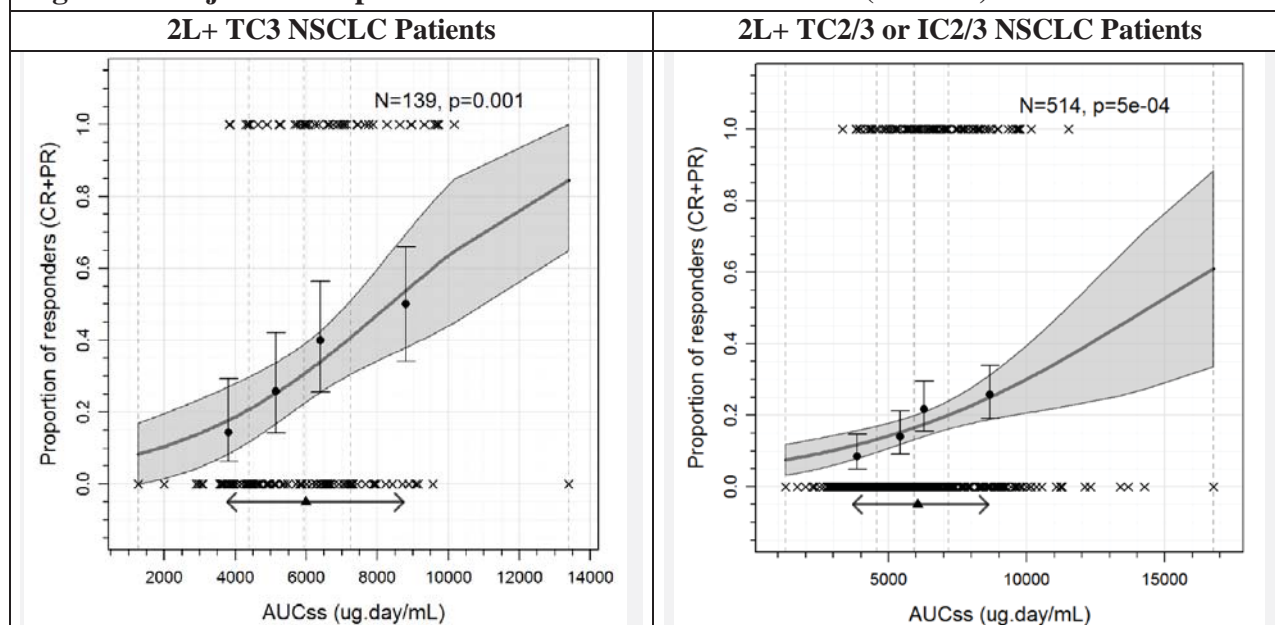 2L+ TC3 NSCLC Patients
2L+ TC2/3 or IC2/3 NSCLC Patients
N=139, p=0.001
Proportion of responders (CR+PR)
1.0
0.8
0.6
0.4
0.2
0.0
2000 4000 6000 8000 10000 12000 14000
AUCss (ug.day/mL)
N=514, p=5e-04
Proportion of responders (CR+PR)
1.0
0.8
0.6
0.4
0.2
0.0
5000 10000 15000
AUCss (ug.day/mL)